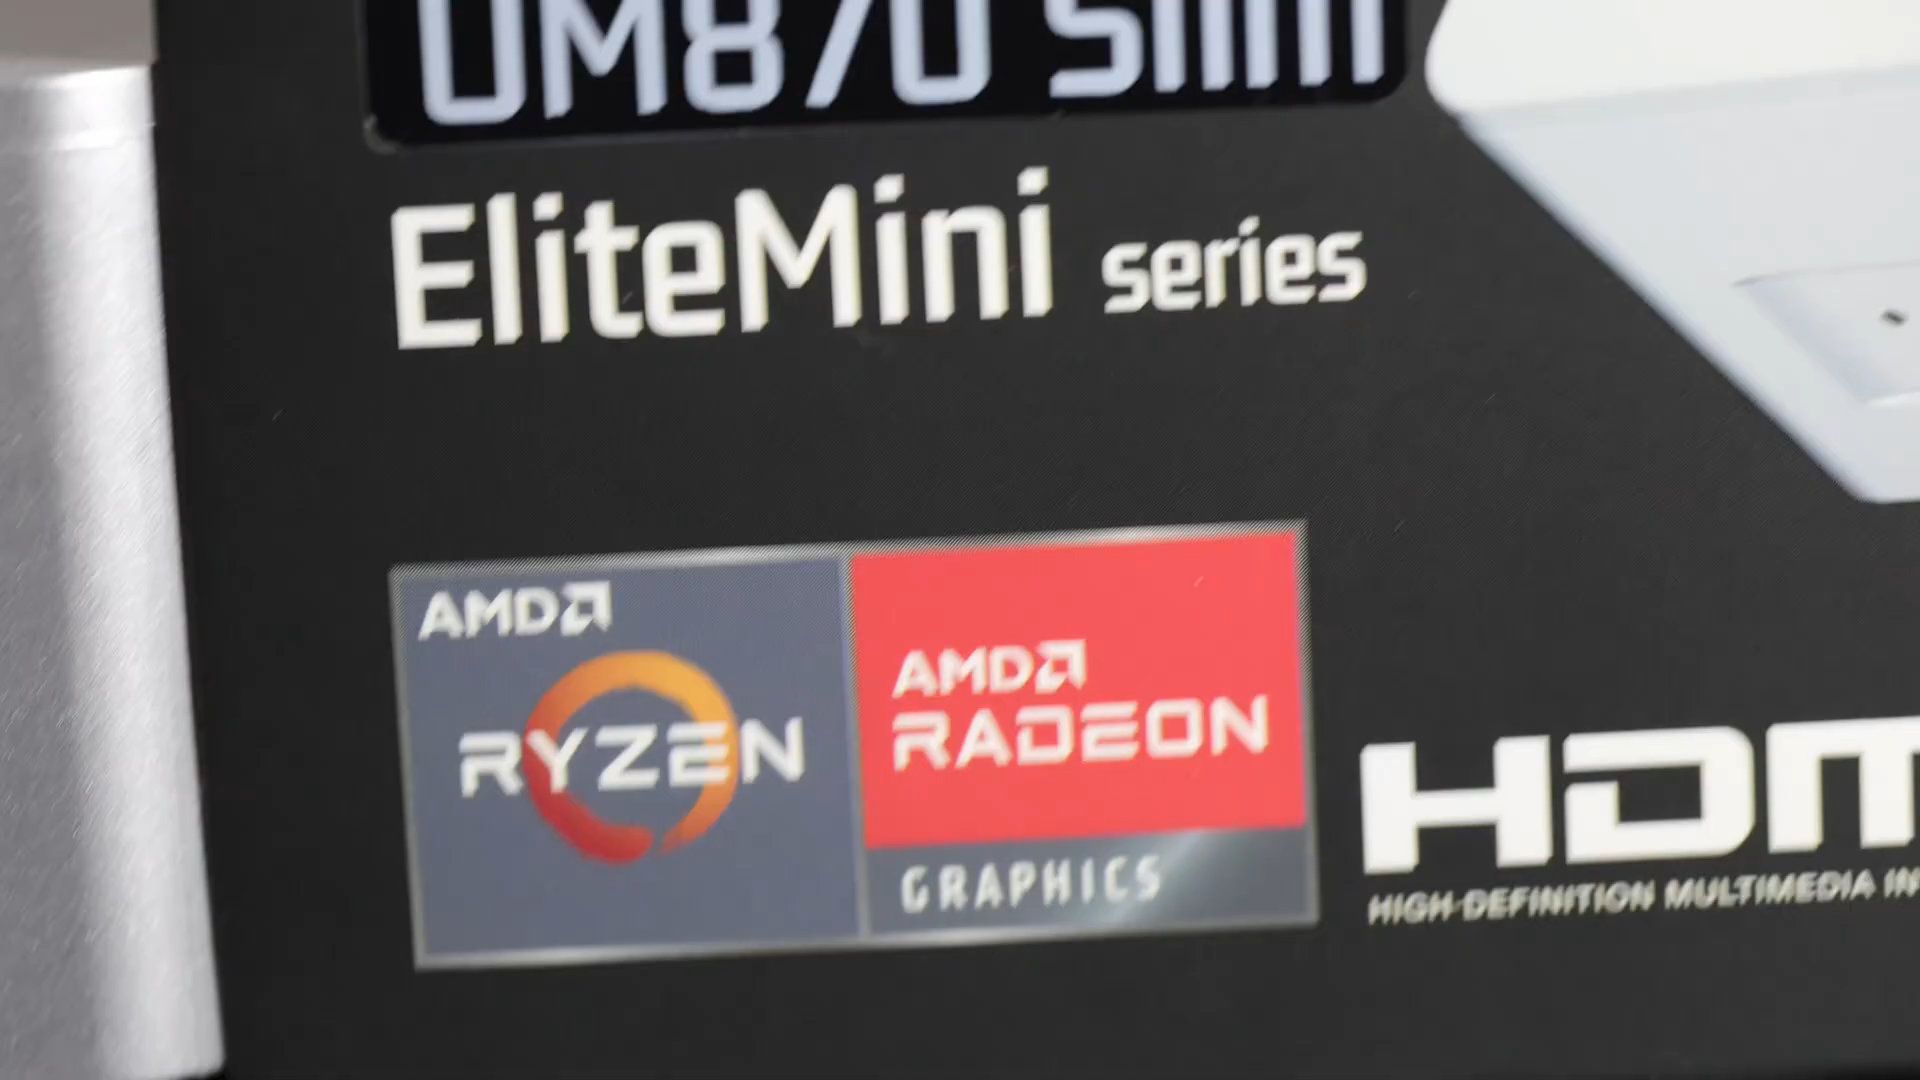 UM870 Slim
EliteMini series
AMD
RYZEN
AMD
RADEON
GRAPHICS
HDM
HIGH-DEFINITION MULTIMEDIA IN